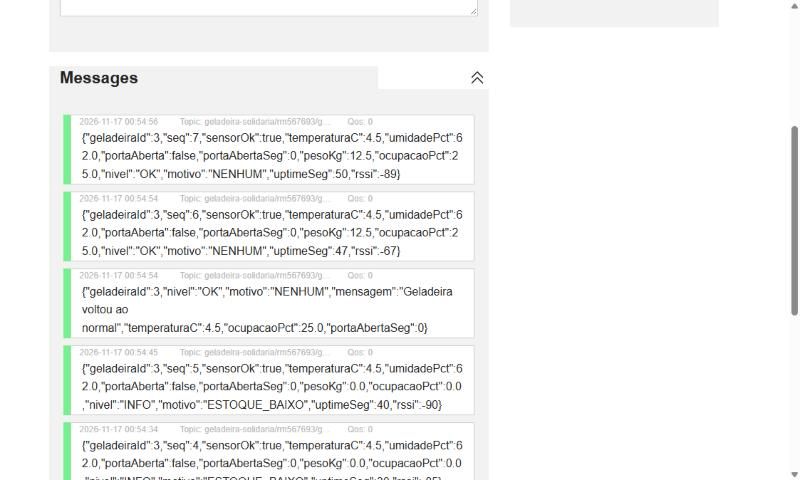 Messages
2026-11-17 00:54:56 Topic: geladeira-solidaria/rm567693/g... Qos: 0
{"geladeiraId":3,"seq":7,"sensorOk":true,"temperaturaC":4.5,"umidadePct":6
2.0,"portaAberta":false,"portaAbertaSeg":0,"pesoKg":12.5,"ocupacaoPct":2
5.0,"nivel":"OK","motivo":"NENHUM","uptimeSeg":50,"rssi":-89}
2026-11-17 00:54:54 Topic: geladeira-solidaria/rm567693/g... Qos: 0
{"geladeiraId":3,"seq":6,"sensorOk":true,"temperaturaC":4.5,"umidadePct":6
2.0,"portaAberta":false,"portaAbertaSeg":0,"pesoKg":12.5,"ocupacaoPct":2
5.0,"nivel":"OK","motivo":"NENHUM","uptimeSeg":47,"rssi":-67}
2026-11-17 00:54:54 Topic: geladeira-solidaria/rm567693/g... Qos: 0
{"geladeiraId":3,"nivel":"OK","motivo":"NENHUM","mensagem":"Geladeira
voltou ao
normal","temperaturaC":4.5,"ocupacaoPct":25.0,"portaAbertaSeg":0}
2026-11-17 00:54:45 Topic: geladeira-solidaria/rm567693/g... Qos: 0
{"geladeiraId":3,"seq":5,"sensorOk":true,"temperaturaC":4.5,"umidadePct":6
2.0,"portaAberta":false,"portaAbertaSeg":0,"pesoKg":0.0,"ocupacaoPct":0.0
,"nivel":"INFO","motivo":"ESTOQUE_BAIXO","uptimeSeg":40,"rssi":-90}
2026-11-17 00:54:34 Topic: geladeira-solidaria/rm567693/g... Qos: 0
{"geladeiraId":3,"seq":4,"sensorOk":true,"temperaturaC":4.5,"umidadePct":6
2.0,"portaAberta":false,"portaAbertaSeg":0,"pesoKg":0.0,"ocupacaoPct":0.0
,"nivel":"INFO","motivo":"ESTOQUE_BAIXO","uptimeSeg":